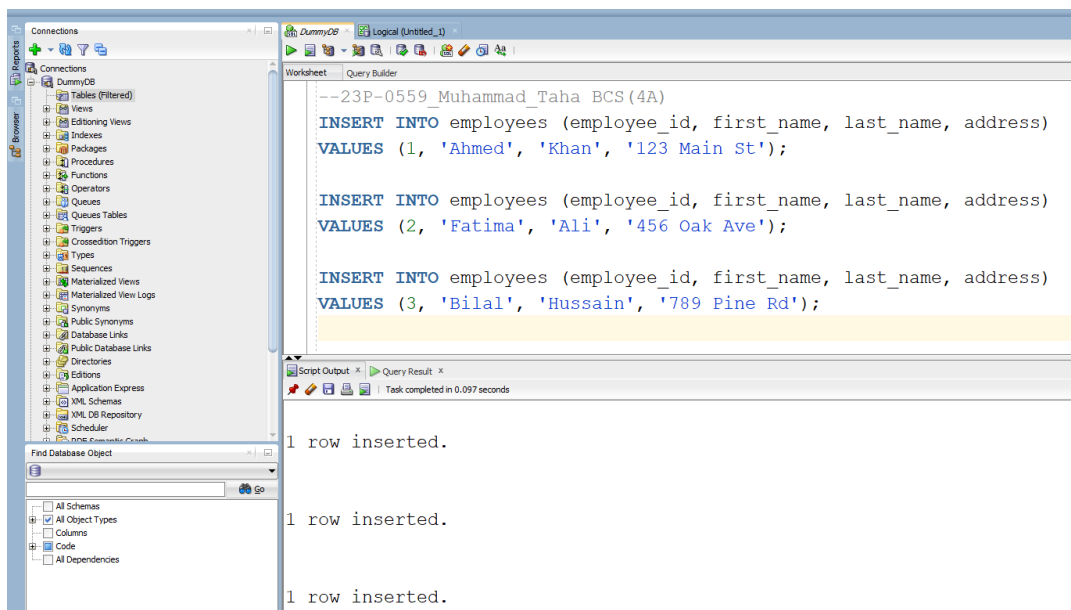 Connections
DummyDB
Logical (Untitled_1)
Reports
Browser
Worksheet
Query Builder
Connections
DummyDB
Tables (Filtered)
Views
Editioning Views
Indexes
Packages
Procedures
Functions
Operators
Queues
Queues Tables
Triggers
Crossedition Triggers
Types
Sequences
Materialized Views
Materialized View Logs
Synonyms
Public Synonyms
Database Links
Public Database Links
Directories
Editions
Application Express
XML Schemas
XML DB Repository
Scheduler
--23P-0559_Muhammad_Taha BCS(4A)
INSERT INTO employees (employee_id, first_name, last_name, address)
VALUES (1, 'Ahmed', 'Khan', '123 Main St');
INSERT INTO employees (employee_id, first_name, last_name, address)
VALUES (2, 'Fatima', 'Ali', '456 Oak Ave');
INSERT INTO employees (employee_id, first_name, last_name, address)
VALUES (3, 'Bilal', 'Hussain', '789 Pine Rd');
Script Output
Query Result
Task completed in 0.097 seconds
1 row inserted.
1 row inserted.
1 row inserted.
Find Database Object
Go
All Schemas
All Object Types
Columns
Code
All Dependencies